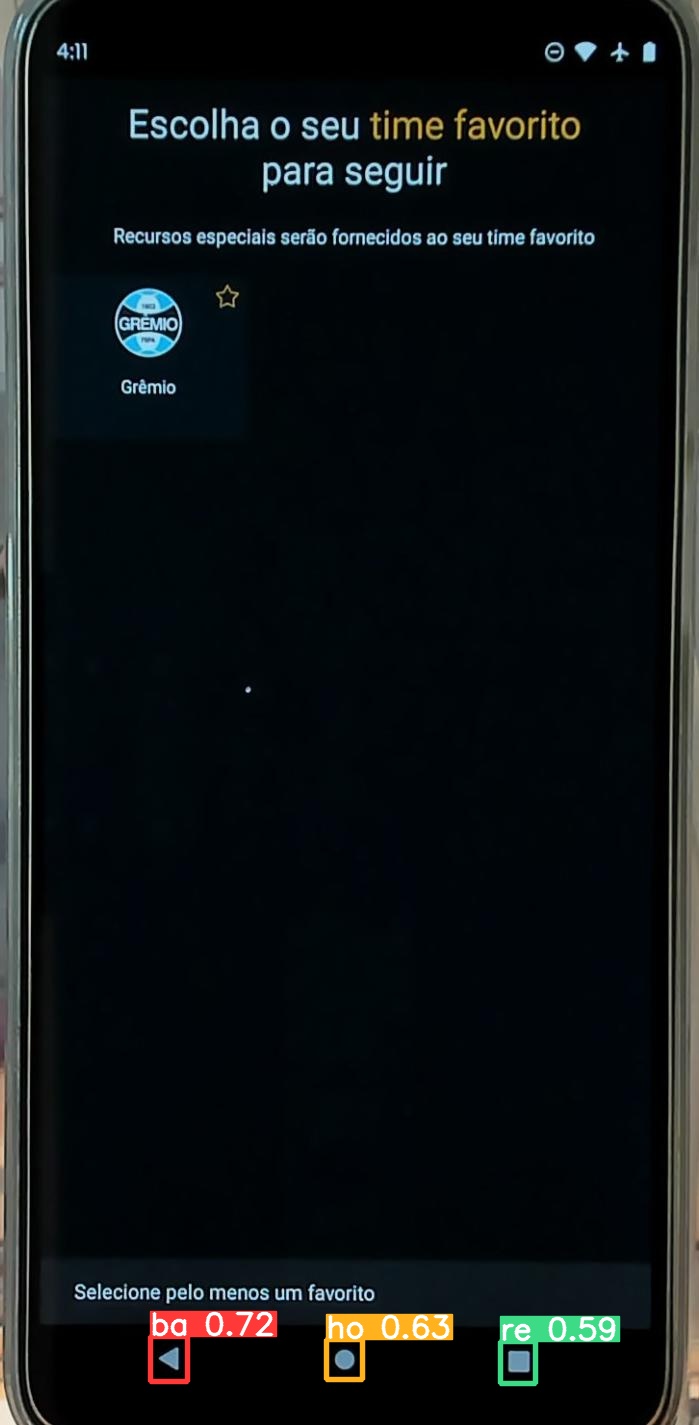 4:11
Escolha o seu time favorito
para seguir
Recursos especiais serão fornecidos ao seu time favorito
1903
GRÊMIO
FBPA
Grêmio
Selecione pelo menos um favorito
ba 0.72
ho 0.63
re 0.59